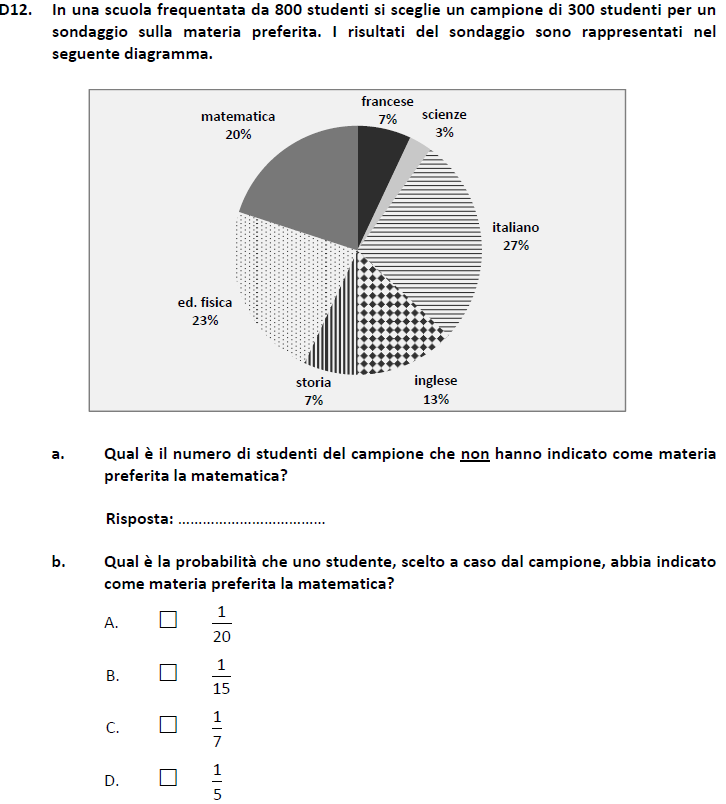 D12. In una scuola frequentata da 800 studenti si sceglie un campione di 300 studenti per un
sondaggio sulla materia preferita. I risultati del sondaggio sono rappresentati nel
seguente diagramma.
matematica
20%
francese
7%
scienze
3%
italiano
27%
ed. fisica
23%
storia
7%
inglese
13%
a. Qual è il numero di studenti del campione che non hanno indicato come materia
preferita la matematica?
Risposta: ....................................
b. Qual è la probabilità che uno studente, scelto a caso dal campione, abbia indicato
come materia preferita la matematica?
A. □ 1/20
B. □ 1/15
C. □ 1/7
D. □ 1/5